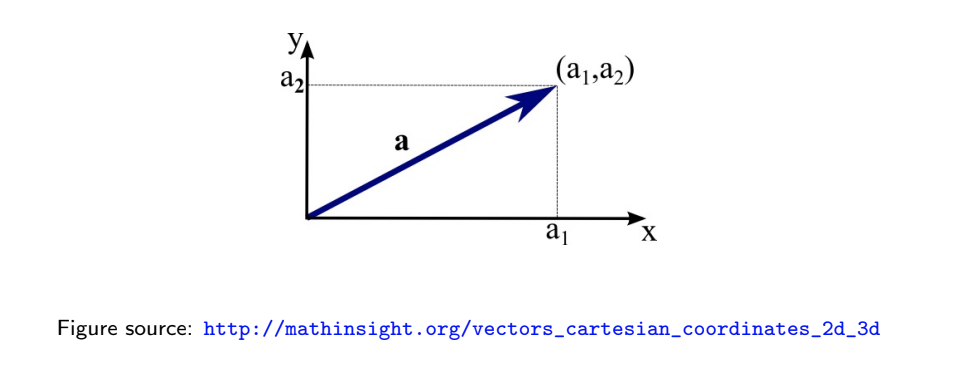 y
a₂
(a₁,a₂)
a
a₁
x
Figure source: http://mathinsight.org/vectors_cartesian_coordinates_2d_3d